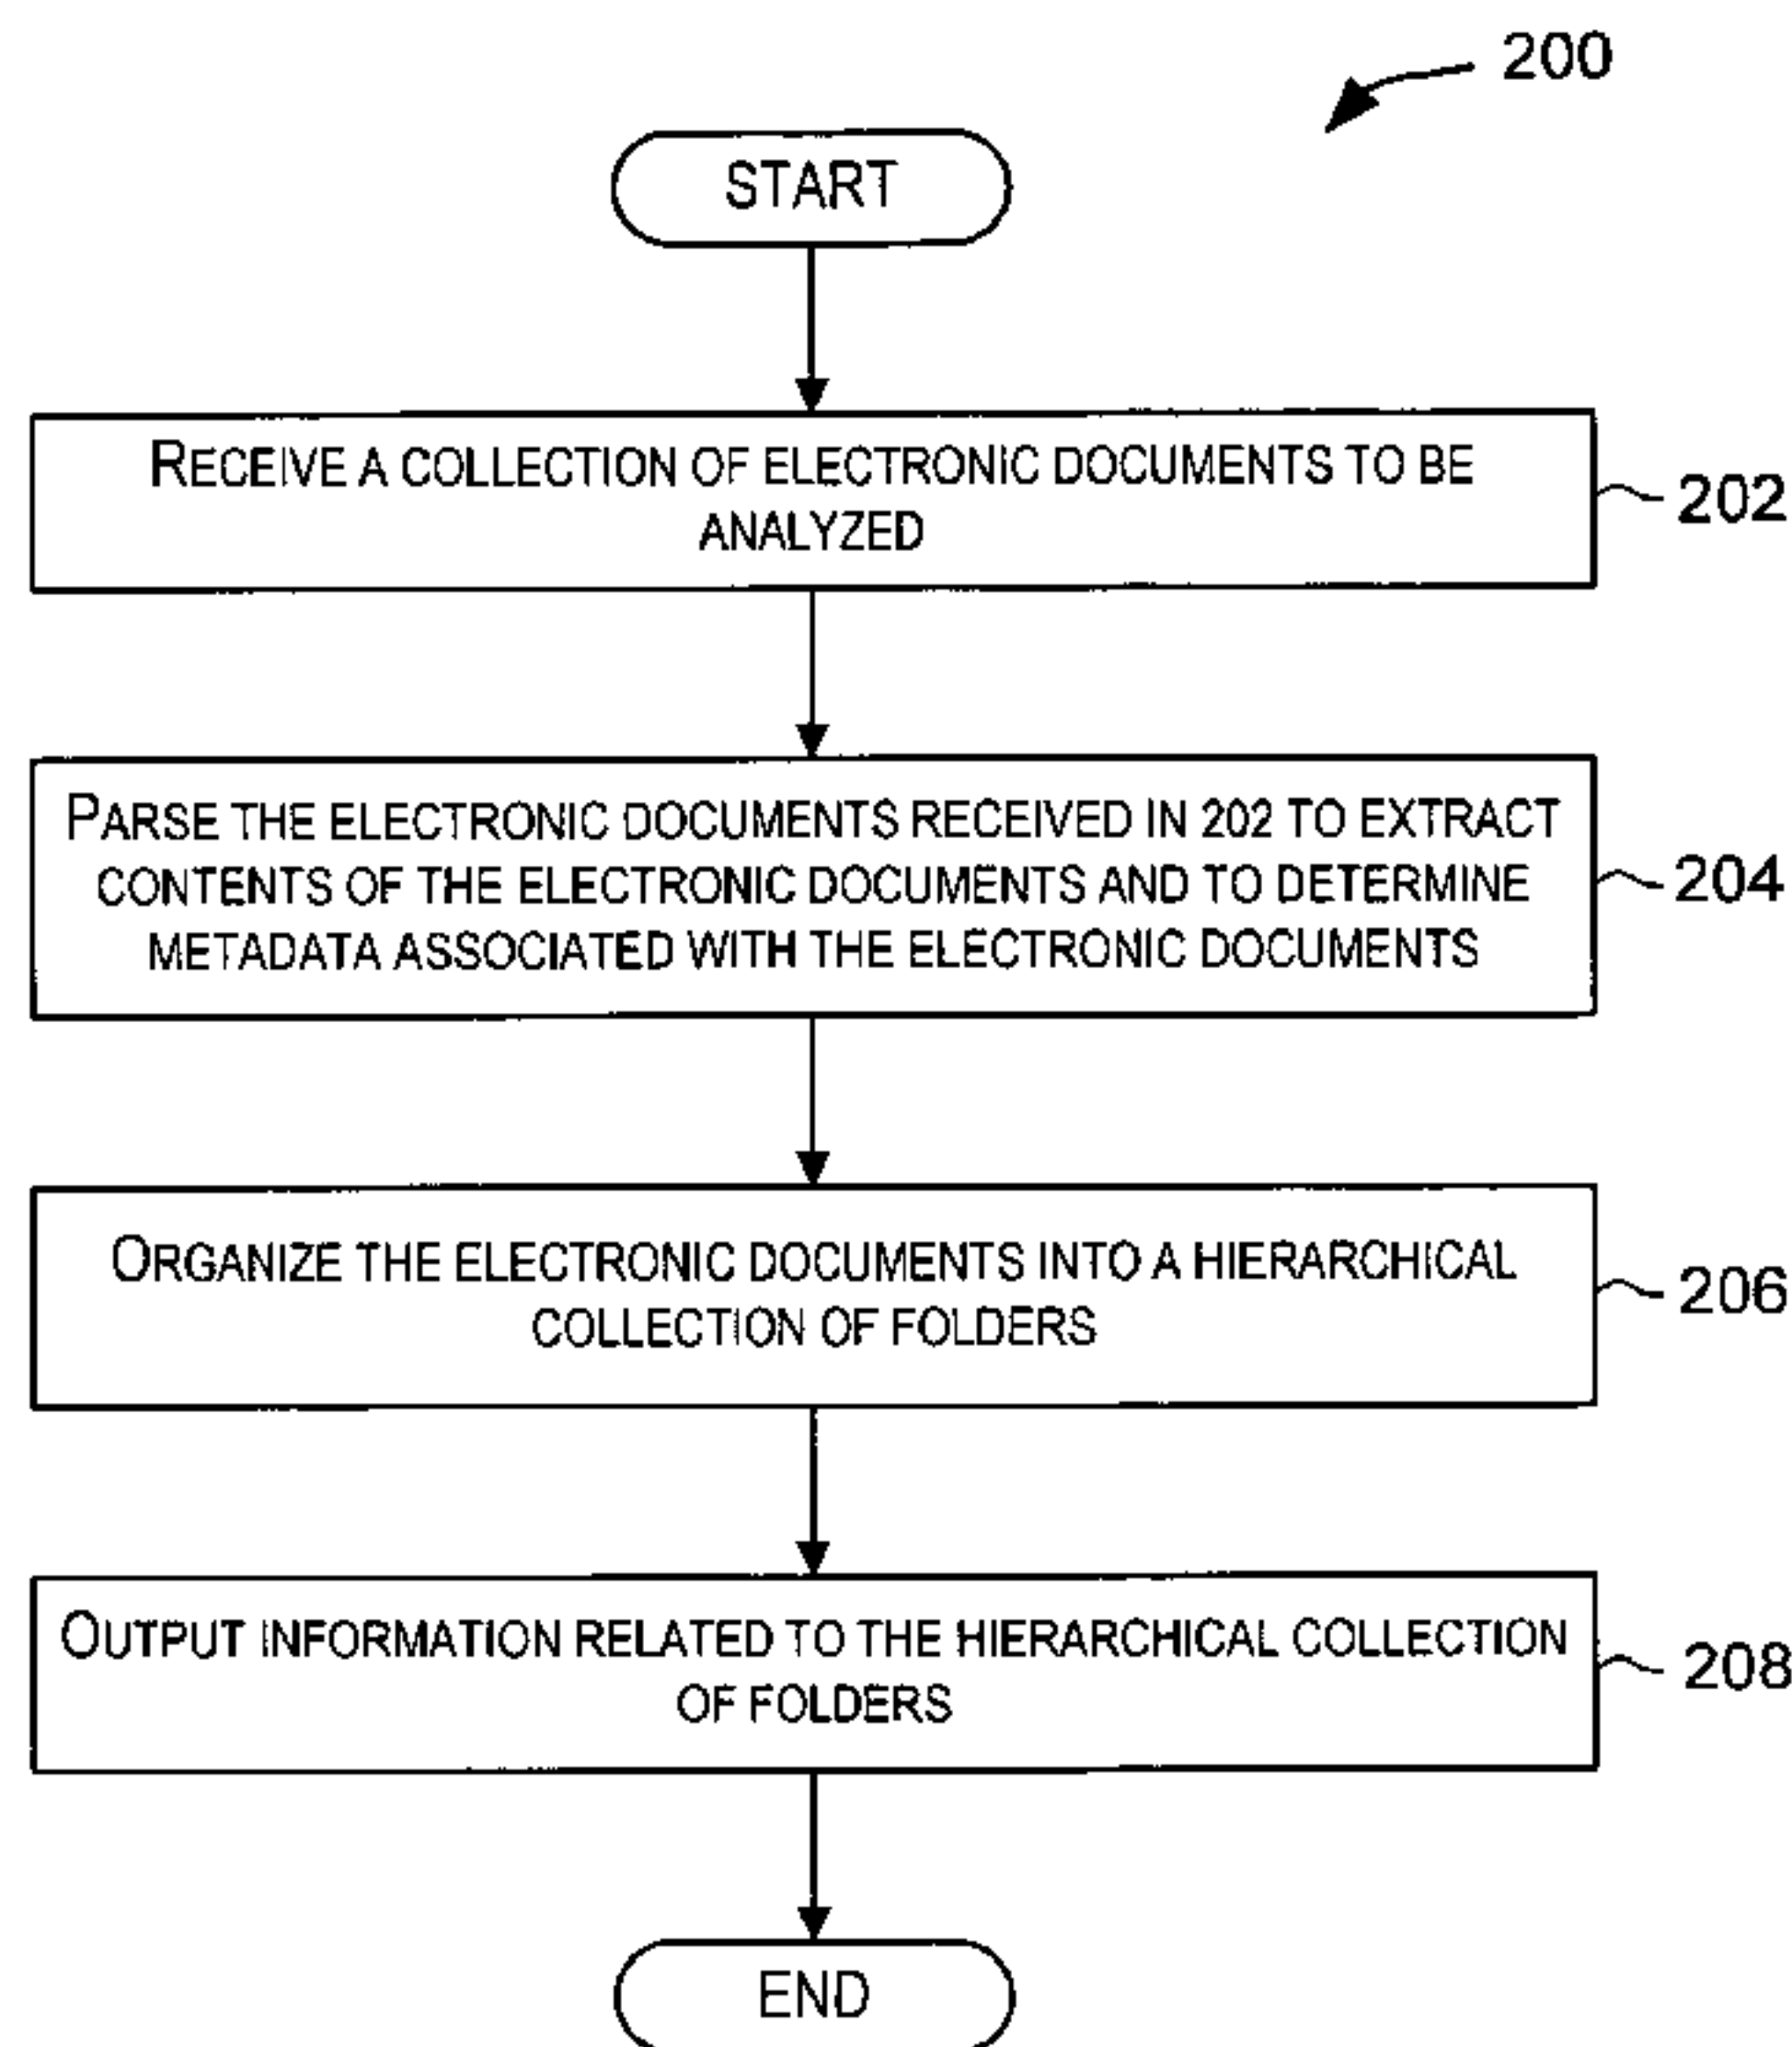 200
START
RECEIVE A COLLECTION OF ELECTRONIC DOCUMENTS TO BE
ANALYZED
202
PARSE THE ELECTRONIC DOCUMENTS RECEIVED IN 202 TO EXTRACT
CONTENTS OF THE ELECTRONIC DOCUMENTS AND TO DETERMINE
METADATA ASSOCIATED WITH THE ELECTRONIC DOCUMENTS
204
ORGANIZE THE ELECTRONIC DOCUMENTS INTO A HIERARCHICAL
COLLECTION OF FOLDERS
206
OUTPUT INFORMATION RELATED TO THE HIERARCHICAL COLLECTION
OF FOLDERS
208
END